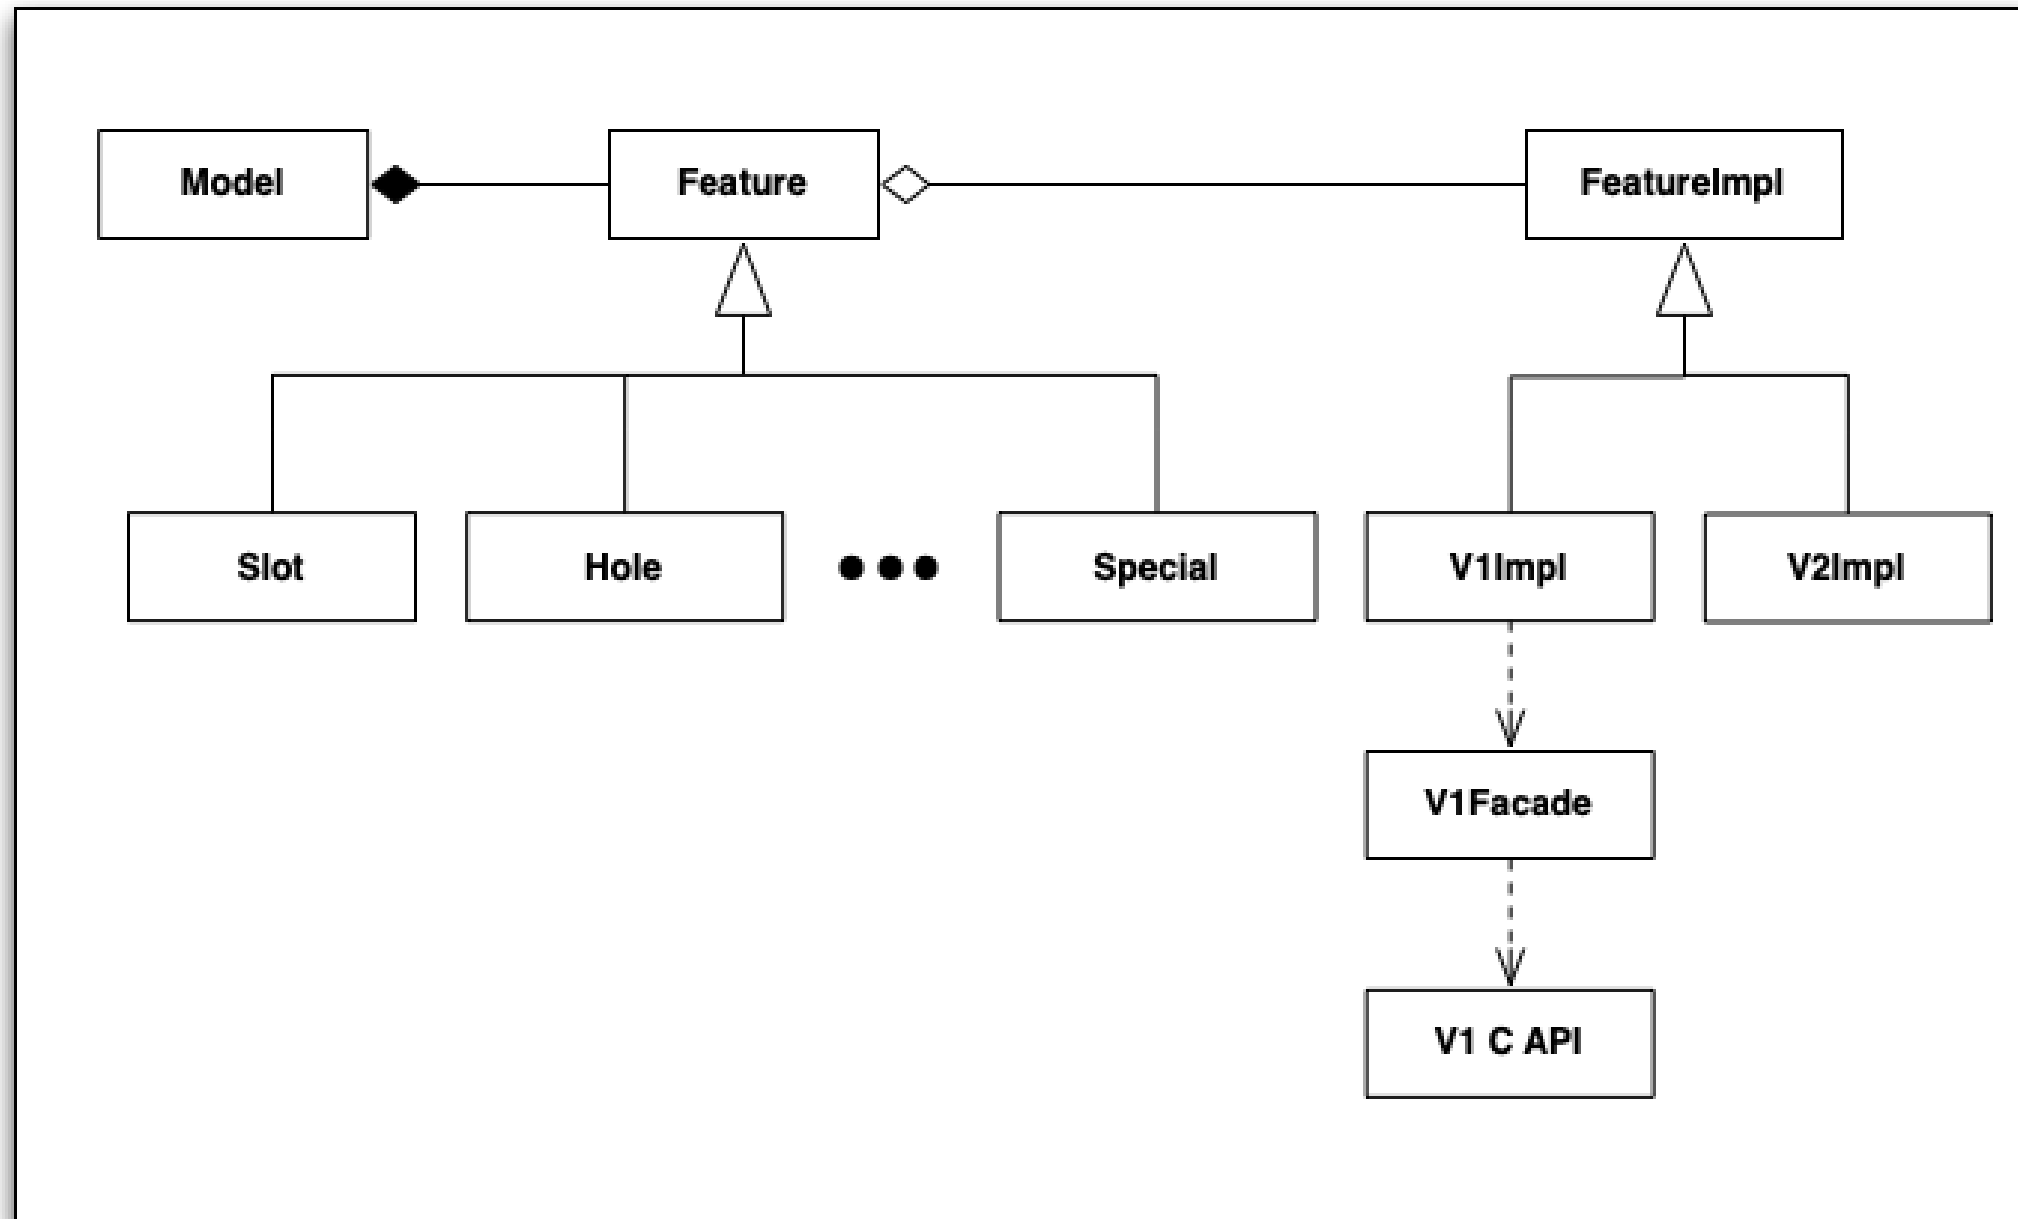 Model
Feature
FeatureImpl
Slot
Hole
Special
V1Impl
V2Impl
V1Facade
V1 C API